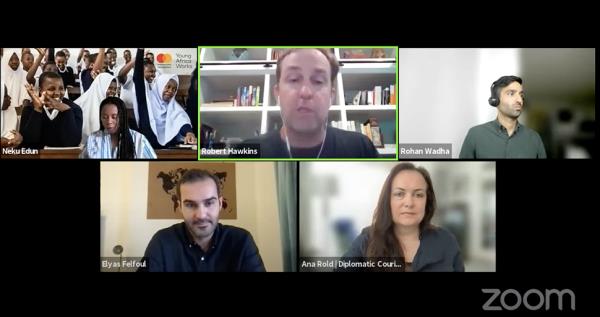 Young
Africa
Works
Neku Edun
Robert Hawkins
Rohan Wadha
Elyas Felfoul
Ana Rold | Diplomatic Couri...
zoom